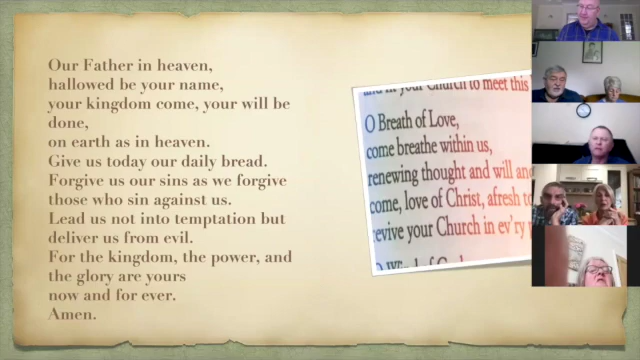 Our Father in heaven,
hallowed be your name,
your kingdom come, your will be
done,
on earth as in heaven.
Give us today our daily bread.
Forgive us our sins as we forgive
those who sin against us.
Lead us not into temptation but
deliver us from evil.
For the kingdom, the power, and
the glory are yours
now and for ever.
Amen.
your Church to meet this
O Breath of Love,
come breathe within us,
renewing thought and will
come, love of Christ, afresh
revive your Church in ev'ry